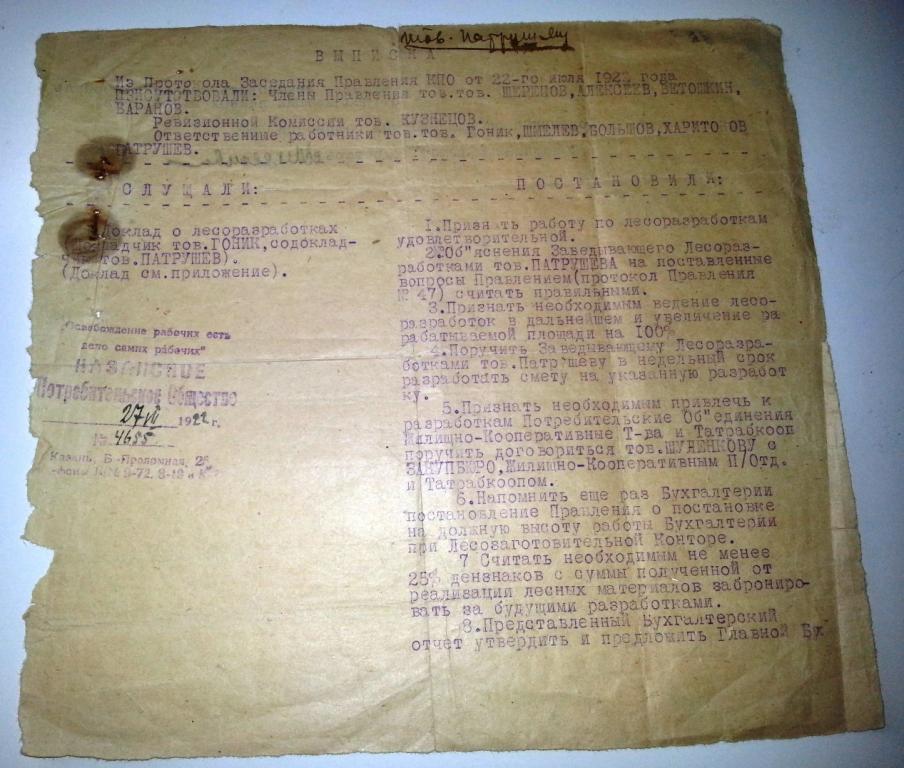 тов. Патрушеву
ВЫПИСКА
Из Протокола Заседания Правления КПО от 22-го июля 192 года
ПРИСУТСТВОВАЛИ: Члены Правления тов.тов. ШЕРЕПОВ,АЛЕКСЕЕВ,ВЕТОШКИН,
БАРАНОВ.
Ревизионной Комиссии тов. КУЗНЕЦОВ.
Ответственные работники тов.тов. Гоник,ШМЕЛЕВ,БОЛЬШОВ,ХАРИТОНОВ
ПАТРУШЕВ.
СЛУШАЛИ: ПОСТАНОВИЛИ:
Доклад о лесоразработках
(Докладчик тов.ГОНИК,содоклад-
чик тов.ПАТРУШЕВ).
(Доклад см.приложение).
"Освобождение рабочих есть
дело самих рабочих"
КАЗАНСКОЕ
Потребительское Общество
27/VII 1922 г.
№ 4655
Казань, Б.-Проломная,
1.Признать работу по лесоразработкам
удовлетворительной.
2.Об"яснения Заведывающего Лесораз-
работками тов.ПАТРУШЕВА на поставленные
вопросы Правлением(протокол Правления
№ 47) считать правильными.
3.Признать необходимым ведение лесо-
разработок в дальнейшем и увеличение ра
рабатываемой площади на 100%
4.Поручить Заведывающему Лесоразра-
ботками тов.Патрушеву в недельный срок
разработать смету на указанную разработ
ку.
5.Признать необходимым привлечь к
разработкам Потребительские Об"единения
Жилищно-Кооперативные Т-ва и Татрабкооп
поручить договориться тов.ШУЛЕНКОВУ с
ЗАКУПБЮРО,Жилищно-Кооперативным П/Отд.
и Татрабкоопом.
6.Напомнить еще раз Бухгалтерии
постановление Правления о постановке
на должную высоту работы Бухгалтерии
при Лесозаготовительной Конторе.
7 Считать необходимым не менее
25% дензнаков с суммы полученной от
реализации лесных материалов заброниро-
вать за будущими разработками.
8.Представленный Бухгалтерский
отчет утвердить и предложить Главной Бух